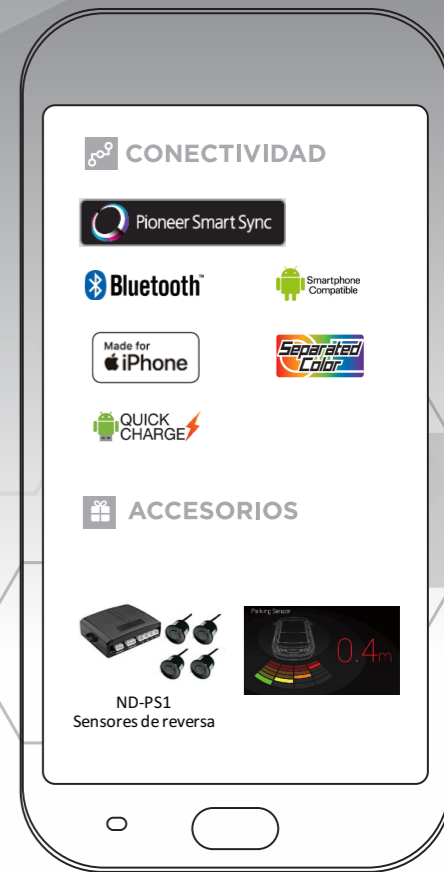 CONECTIVIDAD
Pioneer Smart Sync
Bluetooth™
Smartphone
Compatible
Made for
iPhone
Separated
Color
QUICK
CHARGE
ACCESORIOS
Parking Sensor
0.4m
ND-PS1
Sensores de reversa